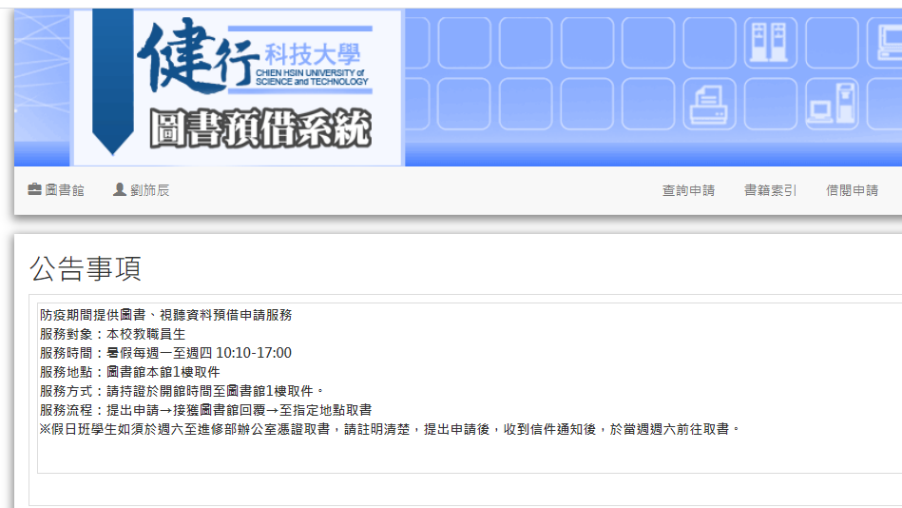 健行科技大學
CHIEN HSIN UNIVERSITY of
SCIENCE and TECHNOLOGY
圖書預借系統
圖書館 劉斾辰 查詢申請 書籍索引 借閱申請
公告事項
防疫期間提供圖書、視聽資料預借申請服務
服務對象：本校教職員生
服務時間：暑假每週一至週四 10:10-17:00
服務地點：圖書館本館1樓取件
服務方式：請持證於開館時間至圖書館1樓取件。
服務流程：提出申請→接獲圖書館回覆→至指定地點取書
※假日班學生如須於週六至進修部辦公室憑證取書，請註明清楚，提出申請後，收到信件通知後，於當週週六前往取書。